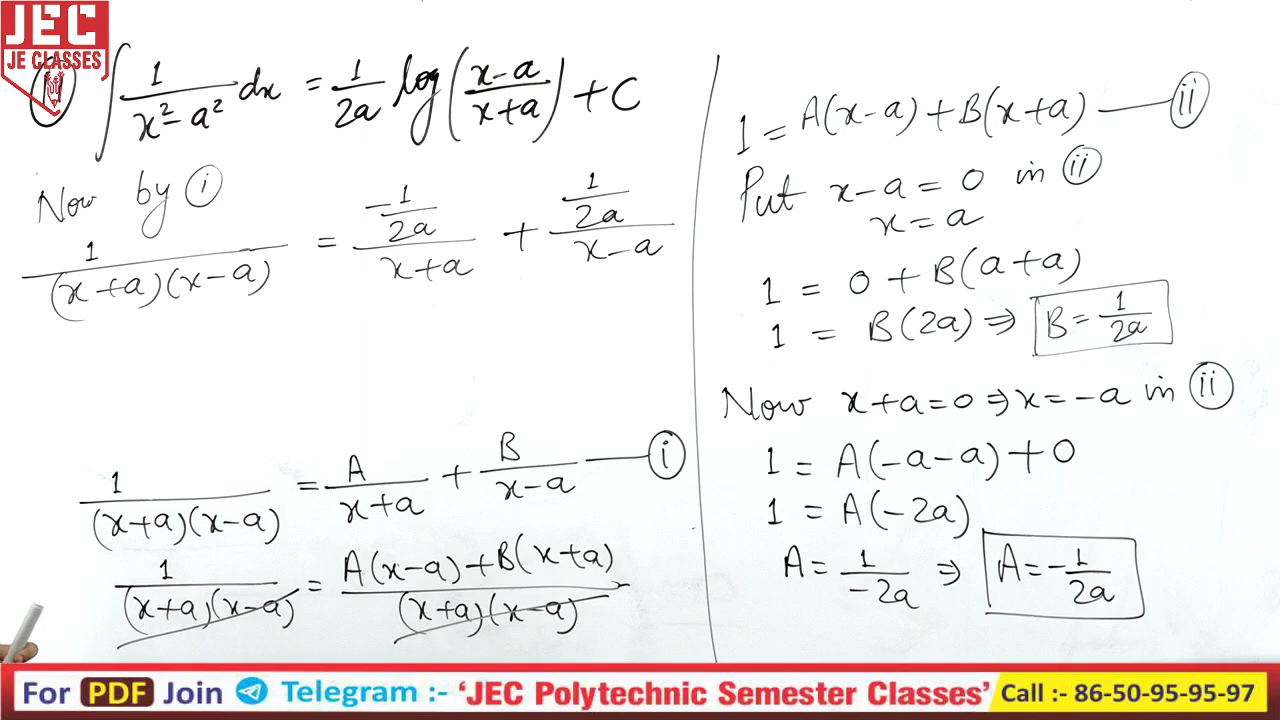 JEC
JE CLASSES
(ii) ∫ 1/(x² - a²) dx = 1/2a log((x-a)/(x+a)) + C
Now by (i)
1/((x+a)(x-a)) = (-1/2a)/(x+a) + (1/2a)/(x-a)
1/((x+a)(x-a)) = A/(x+a) + B/(x-a) —— (i)
1/((x+a)(x-a)) = (A(x-a)+B(x+a))/((x+a)(x-a))
1 = A(x-a)+B(x+a) —— (ii)
Put x-a=0 in (ii)
x=a
1 = 0 + B(a+a)
1 = B(2a) ⇒ B = 1/2a
Now x+a=0 ⇒ x=-a in (ii)
1 = A(-a-a)+0
1 = A(-2a)
A = 1/-2a ⇒ A = -1/2a
For PDF Join Telegram :- ‘JEC Polytechnic Semester Classes’ Call :- 86-50-95-95-97